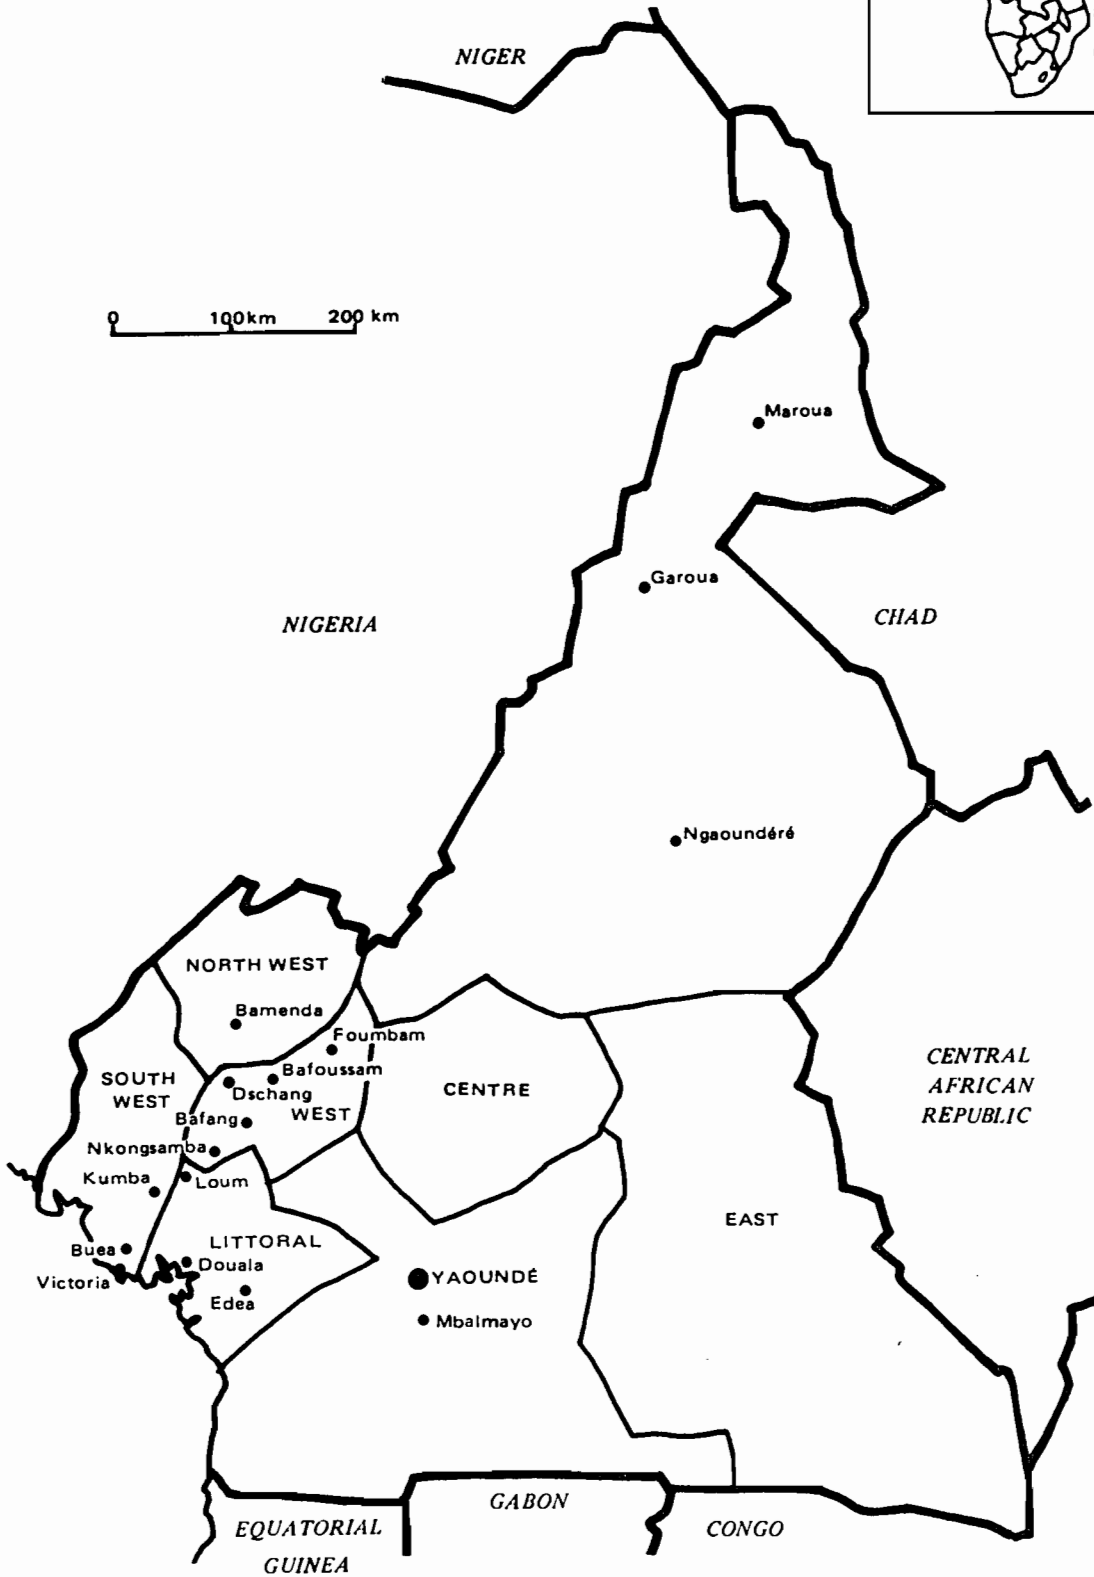 NIGER
0 100km 200 km
Maroua
Garoua
NIGERIA
CHAD
Ngaoundéré
NORTH WEST
Bamenda
Foumbam
SOUTH
WEST
Bafoussam
Dschang
WEST
CENTRE
CENTRAL
AFRICAN
REPUBLIC
Bafang
Nkongsamba
Kumba
Loum
EAST
LITTORAL
Buea
Douala
Victoria
YAOUNDÉ
Edea
Mbalmayo
GABON
EQUATORIAL
GUINEA
CONGO